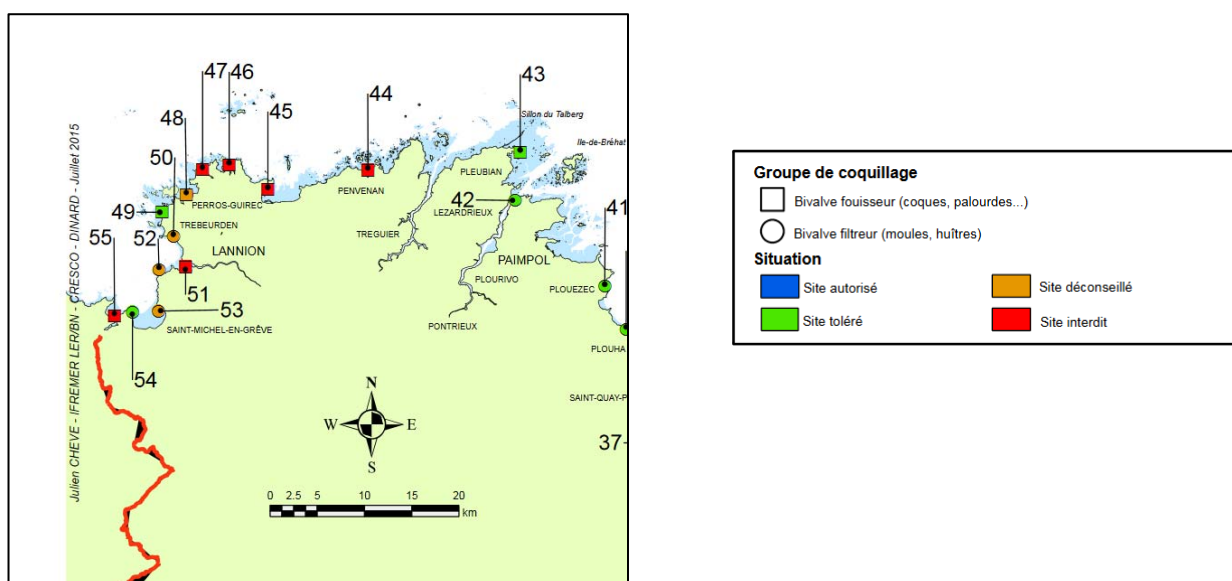 47 46
45
44
43
48
50
Sillon du Talberg
Ile-de-Bréhat
PLEUBIAN
PENVENAN
PERROS-GUIREC
42
LEZARDRIEUX
41
49
TREBEURDEN
TREGUIER
55
52
LANNION
PAIMPOL
PLOURIVO
PLOUEZEC
51
53
SAINT-MICHEL-EN-GRÊVE
PONTRIEUX
PLOUHA
54
SAINT-QUAY-P
37
N
W E
S
0 2.5 5 10 15 20
km
Julien CHEVE - IFREMER LER/BN - CRESCO - DINARD - Juillet 2015
Groupe de coquillage
Bivalve fouisseur (coques, palourdes...)
Bivalve filtreur (moules, huîtres)
Situation
Site autorisé
Site déconseillé
Site toléré
Site interdit